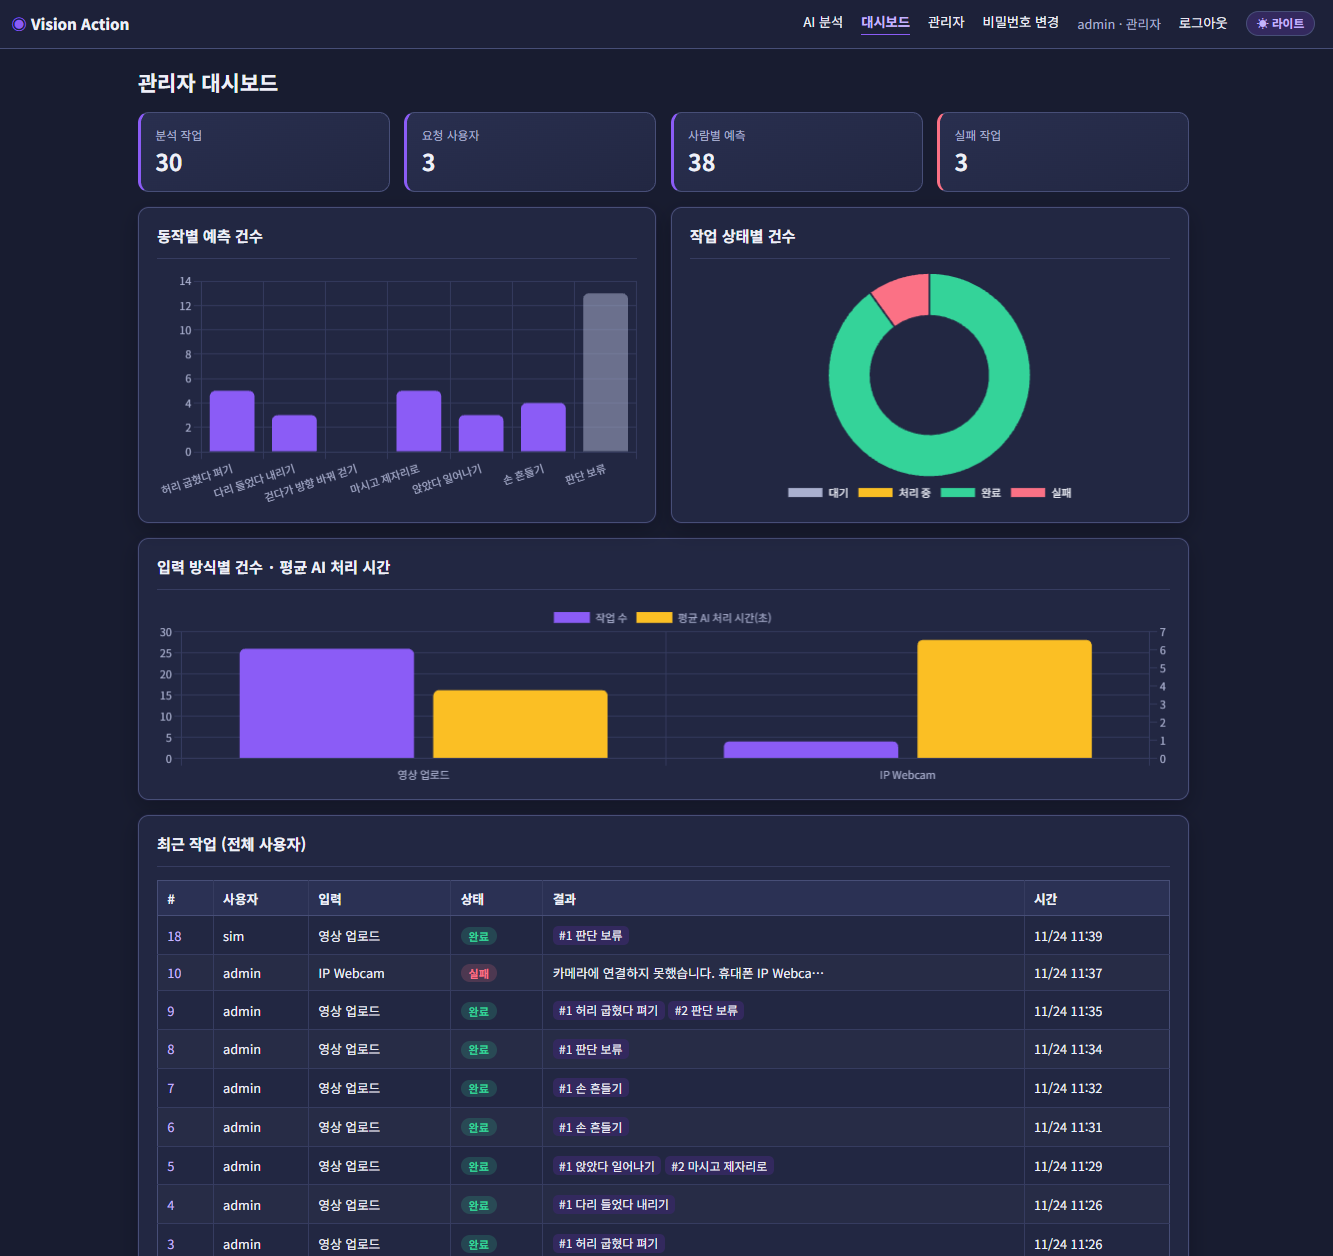 Vision Action
AI 분석 대시보드 관리자 비밀번호 변경 admin · 관리자 로그아웃 ☀ 라이트
관리자 대시보드
분석 작업
30
요청 사용자
3
사람별 예측
38
실패 작업
3
동작별 예측 건수
14
12
10
8
6
4
2
0
허리 굽혔다 펴기
다리 들었다 내리기
걷다가 방향 바꿔 걷기
마시고 제자리로
앉았다 일어나기
손 흔들기
판단 보류
작업 상태별 건수
대기 처리 중 완료 실패
입력 방식별 건수 · 평균 AI 처리 시간
작업 수 평균 AI 처리 시간(초)
30
25
20
15
10
5
0
7
6
5
4
3
2
1
0
영상 업로드 IP Webcam
최근 작업 (전체 사용자)
# 사용자 입력 상태 결과 시간
18 sim 영상 업로드 완료 #1 판단 보류 11/24 11:39
10 admin IP Webcam 실패 카메라에 연결하지 못했습니다. 휴대폰 IP Webca… 11/24 11:37
9 admin 영상 업로드 완료 #1 허리 굽혔다 펴기 #2 판단 보류 11/24 11:35
8 admin 영상 업로드 완료 #1 판단 보류 11/24 11:34
7 admin 영상 업로드 완료 #1 손 흔들기 11/24 11:32
6 admin 영상 업로드 완료 #1 손 흔들기 11/24 11:31
5 admin 영상 업로드 완료 #1 앉았다 일어나기 #2 마시고 제자리로 11/24 11:29
4 admin 영상 업로드 완료 #1 다리 들었다 내리기 11/24 11:26
3 admin 영상 업로드 완료 #1 허리 굽혔다 펴기 11/24 11:26